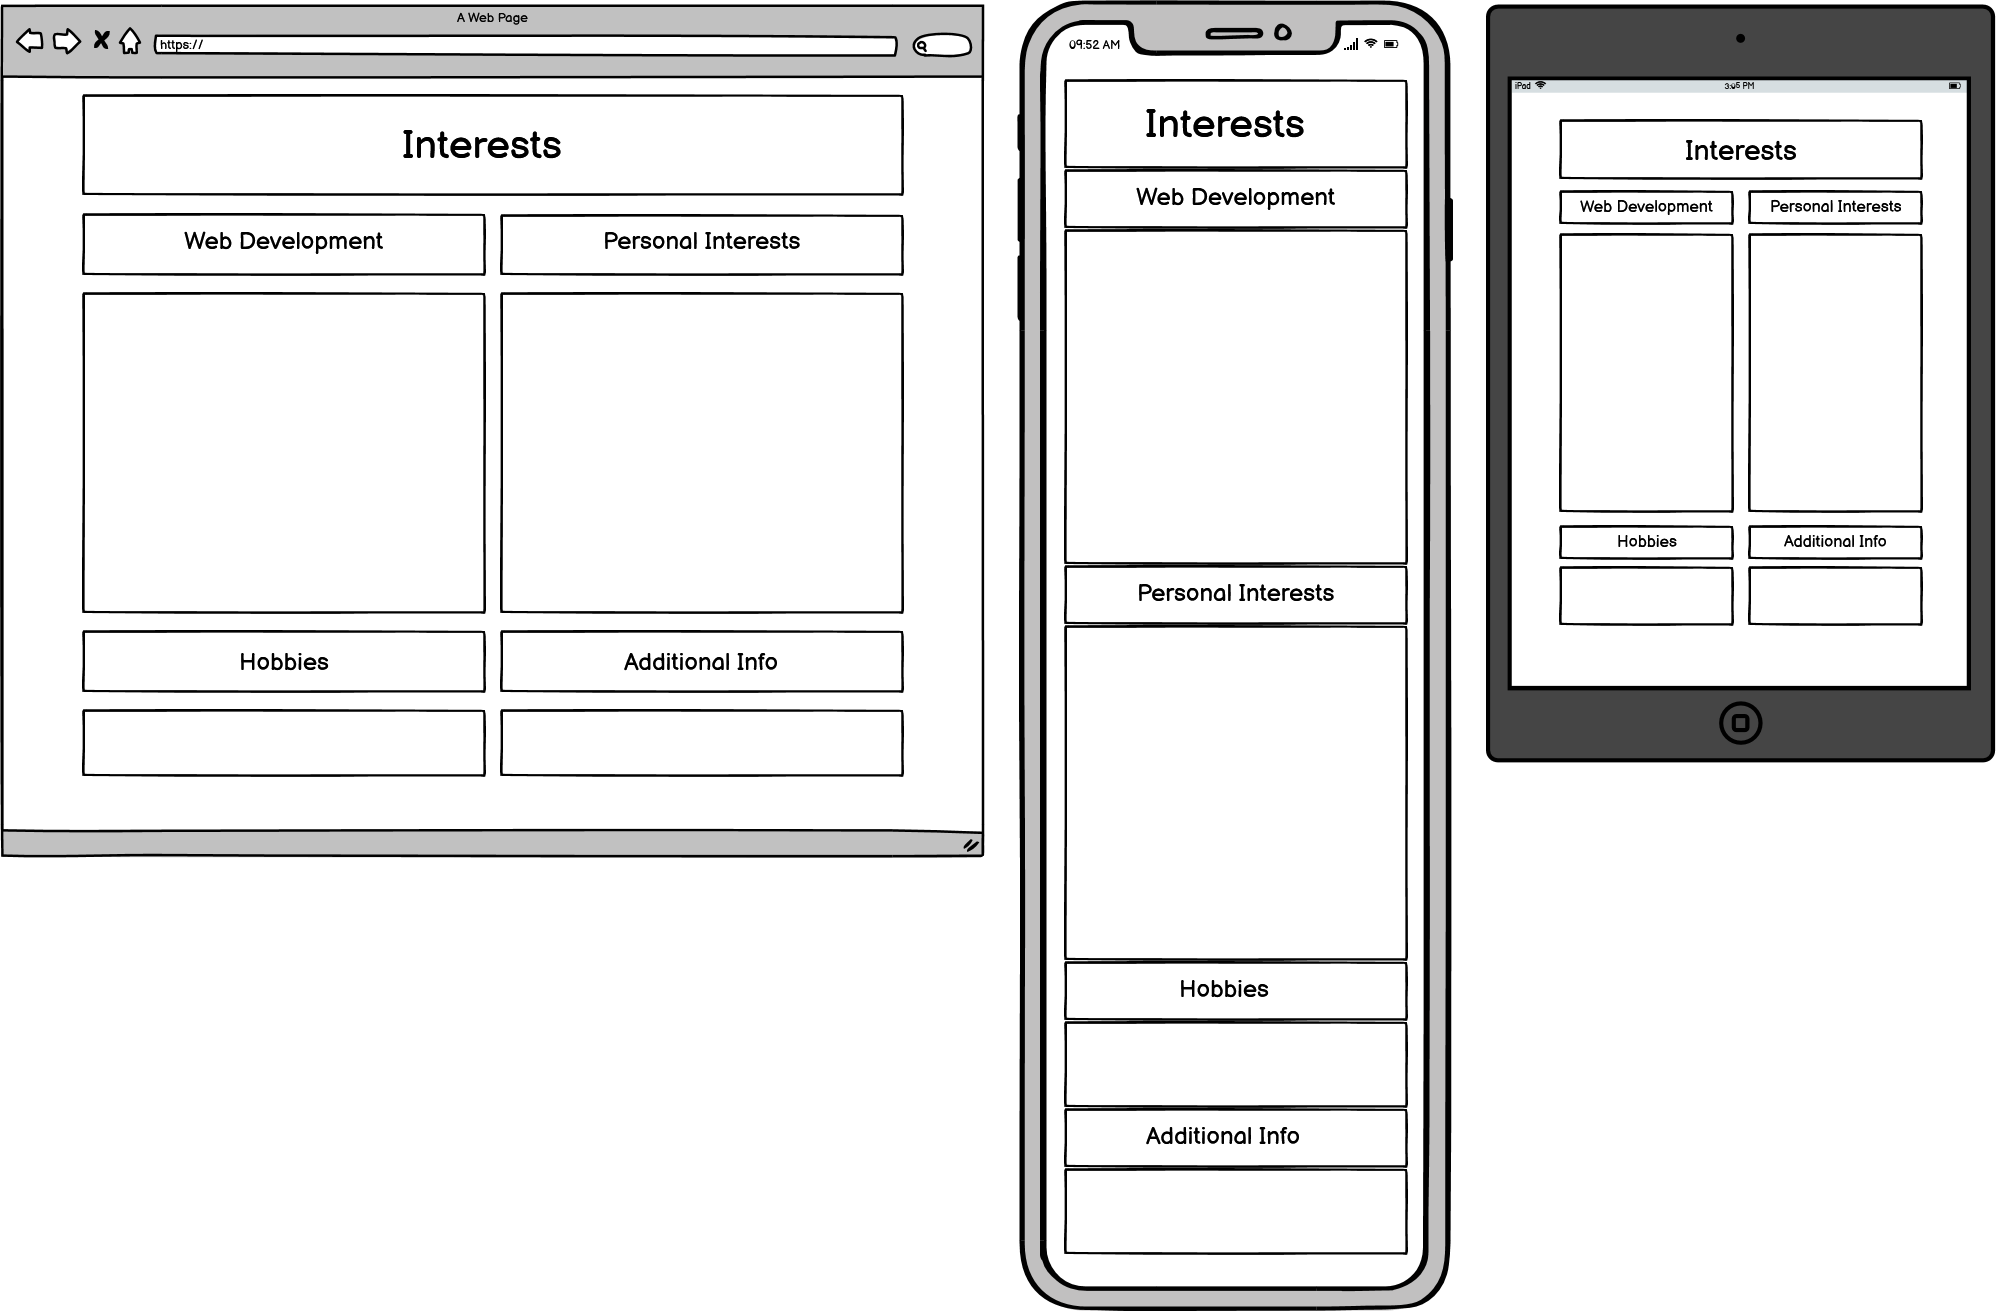 A Web Page
https://
Interests
Web Development
Personal Interests
Hobbies
Additional Info
09:52 AM
Interests
Web Development
Personal Interests
Hobbies
Additional Info
iPad
3:05 PM
Interests
Web Development
Personal Interests
Hobbies
Additional Info